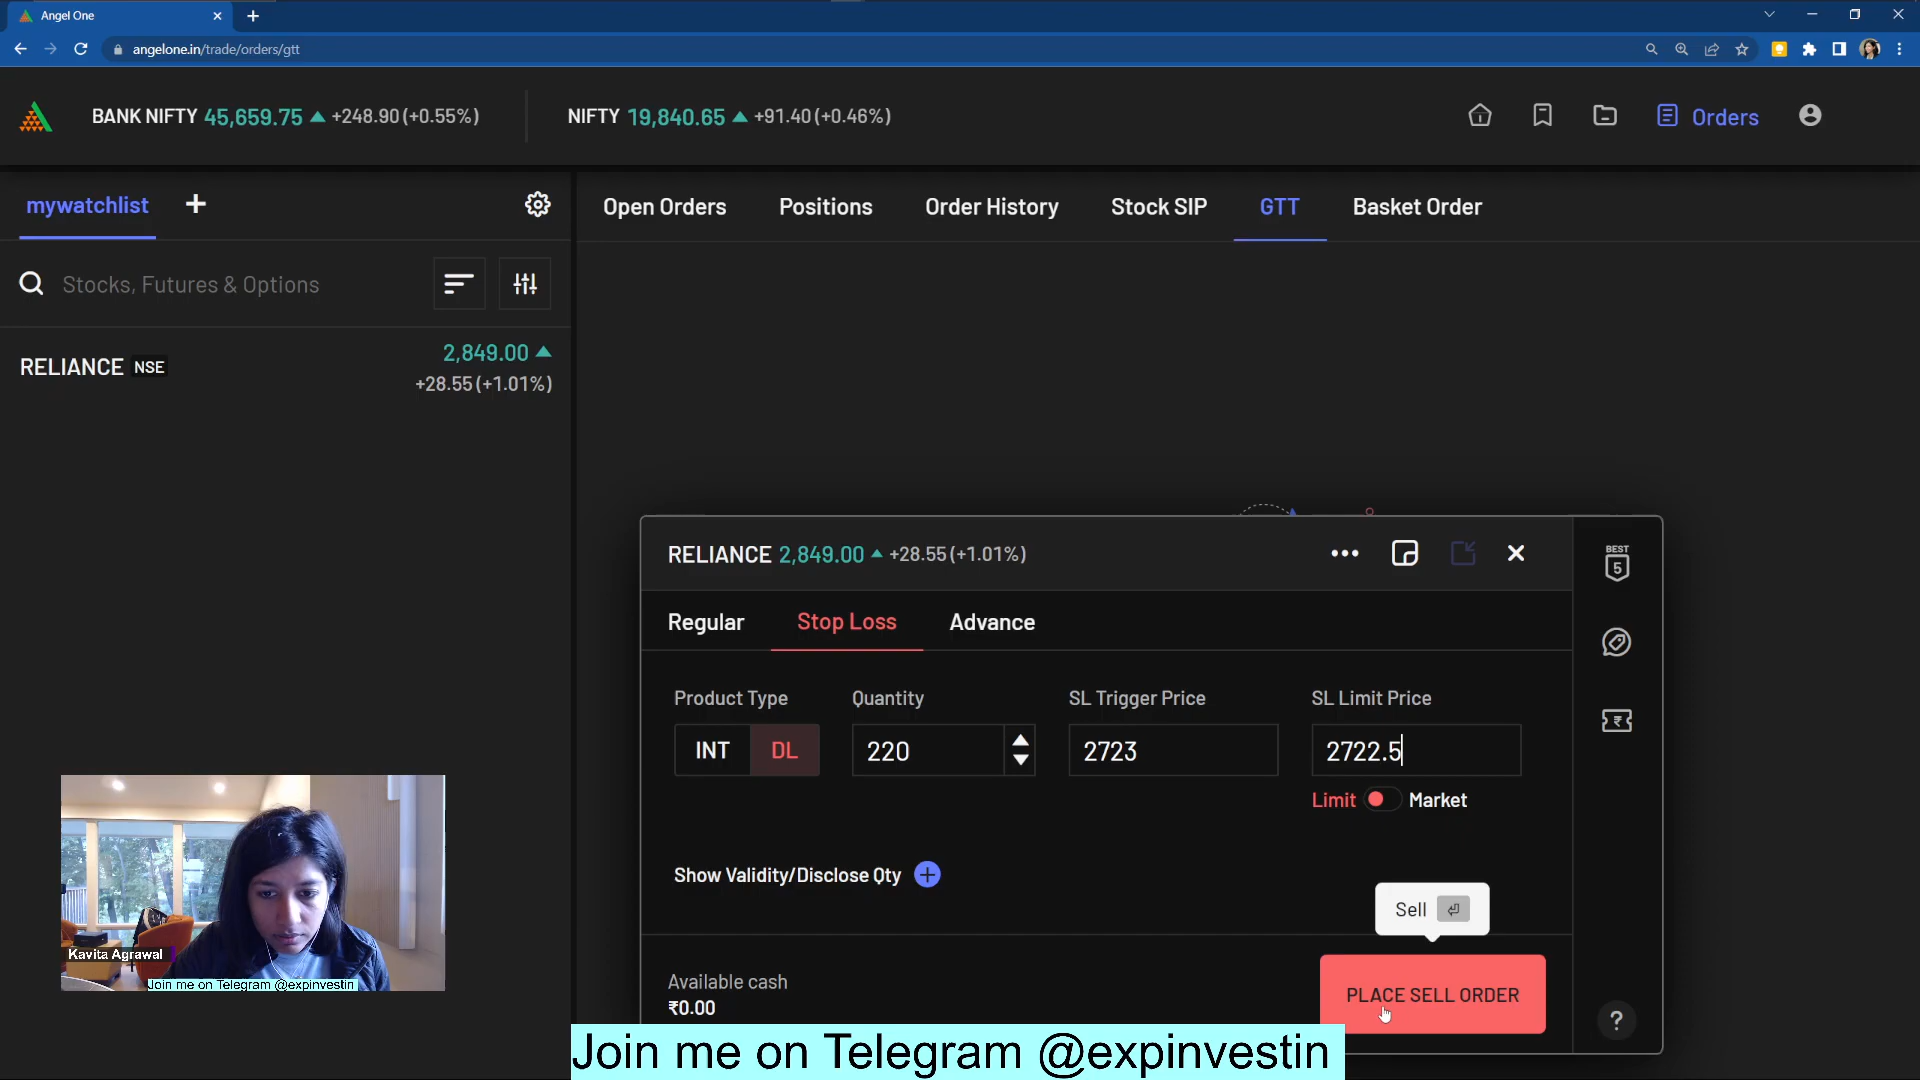 Angel One
angelone.in/trade/orders/gtt
BANK NIFTY 45,659.75 +248.90 (+0.55%)
NIFTY 19,840.65 +91.40 (+0.46%)
Orders
mywatchlist
Stocks, Futures & Options
RELIANCE NSE
2,849.00
+28.55 (+1.01%)
Open Orders Positions Order History Stock SIP GTT Basket Order
RELIANCE 2,849.00 +28.55 (+1.01%)
BEST
5
Regular Stop Loss Advance
Product Type Quantity SL Trigger Price SL Limit Price
INT DL 220 2723 2722.5
Limit Market
Show Validity/Disclose Qty
Sell
Available cash
₹0.00
PLACE SELL ORDER
?
Kavita Agrawal
Join me on Telegram @expinvestin
Join me on Telegram @expinvestin